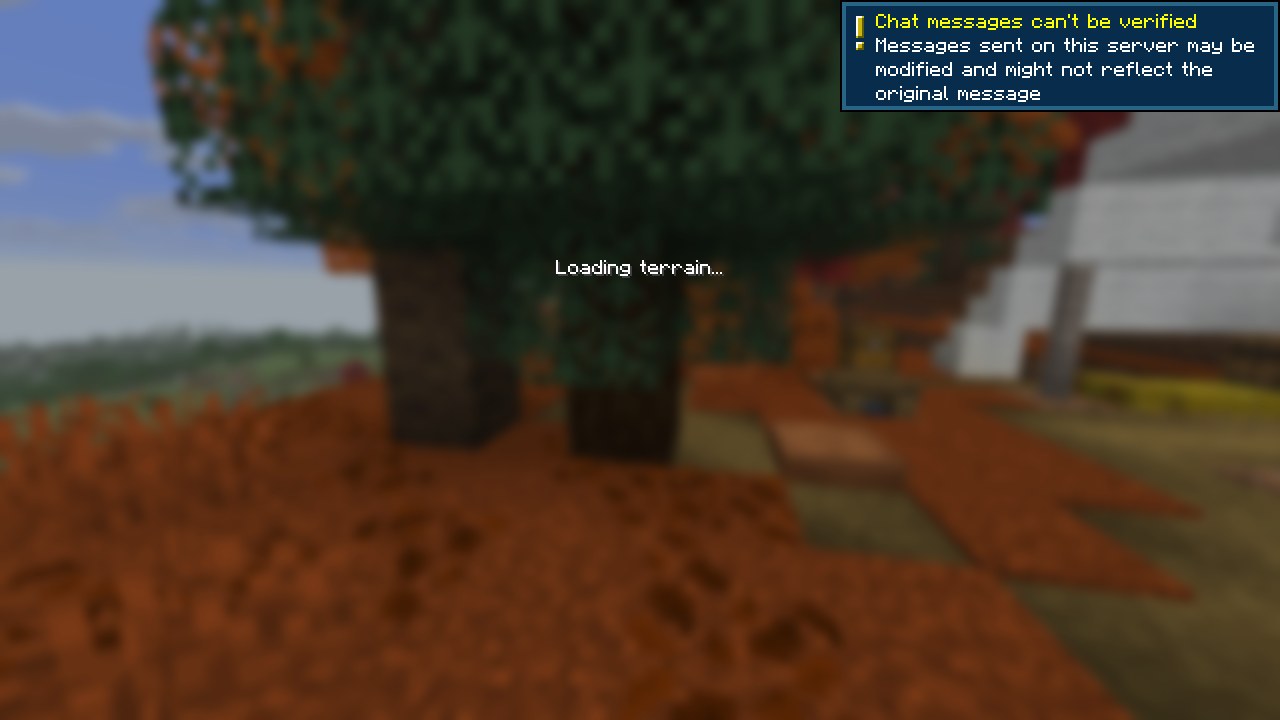 Chat messages can't be verified
Messages sent on this server may be
modified and might not reflect the
original message
Loading terrain...